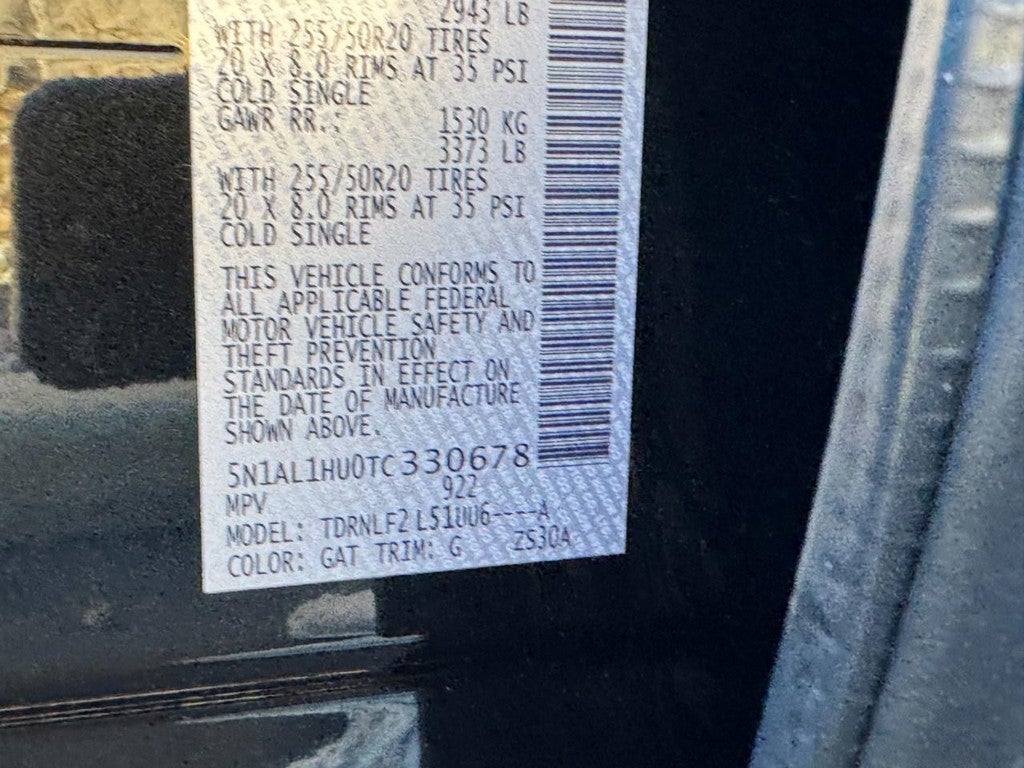 2943 LB
WITH 255/50R20 TIRES
20 X 8.0 RIMS AT 35 PSI
COLD SINGLE
GAWR RR.: 1530 KG
3373 LB
WITH 255/50R20 TIRES
20 X 8.0 RIMS AT 35 PSI
COLD SINGLE
THIS VEHICLE CONFORMS TO
ALL APPLICABLE FEDERAL
MOTOR VEHICLE SAFETY AND
THEFT PREVENTION
STANDARDS IN EFFECT ON
THE DATE OF MANUFACTURE
SHOWN ABOVE.
5N1AL1HU0TC330678
MPV 922
MODEL: TDRNLF2 L51UU6----A
COLOR: GAT TRIM: G ZS30A